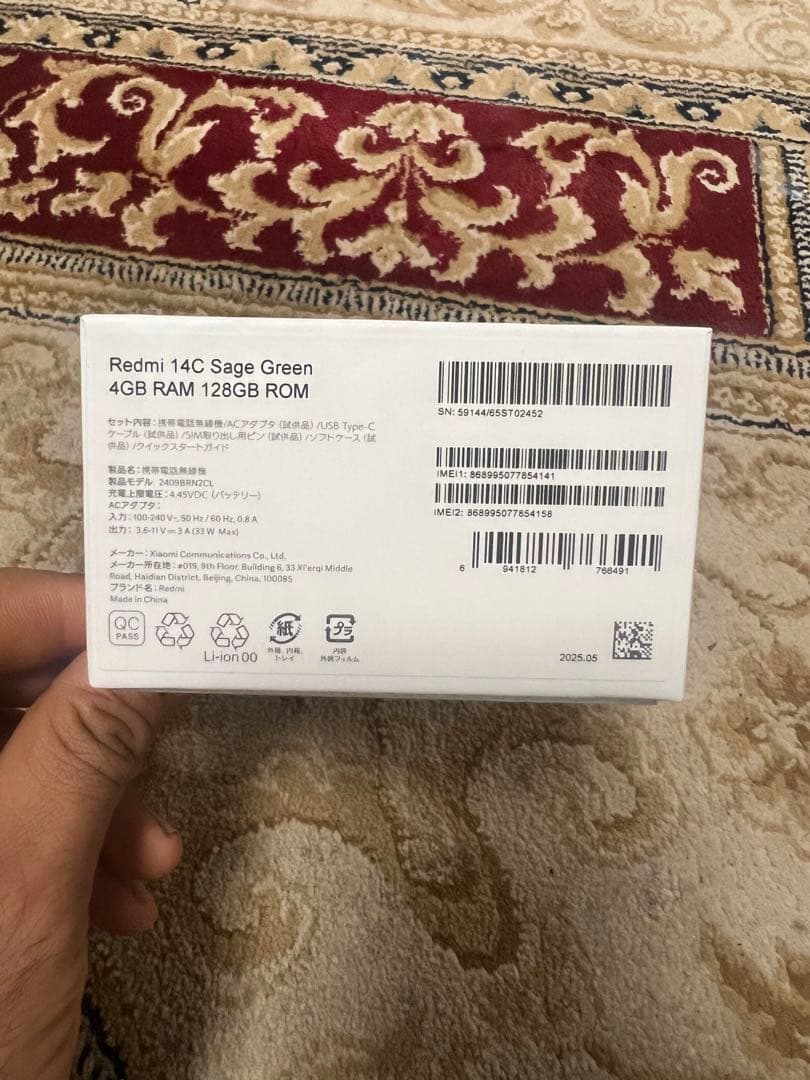 Redmi 14C Sage Green
4GB RAM 128GB ROM
セット内容：携帯電話無線機/ACアダプタ（試供品）/USB Type-C
ケーブル（試供品）/SIM取り出し用ピン（試供品）/ソフトケース（試
供品）/クイックスタートガイド
製品名：携帯電話無線機
製品モデル 2409BRN2CL
充電上限電圧：4.45VDC（バッテリー）
ACアダプタ：
入力：100-240 V~, 50 Hz / 60 Hz, 0.8 A
出力：3.6-11 V⎓3 A (33 W Max)
メーカー：Xiaomi Communications Co., Ltd.
メーカー所在地：#019, 9th Floor, Building 6, 33 Xi'erqi Middle
Road, Haidian District, Beijing, China, 100085
ブランド名：Redmi
Made in China
QC
PASS
Li-ion 00
紙
外箱、内箱、
トレイ
プラ
内袋
外装フィルム
SN: 59144/65ST02452
IMEI1: 868995077854141
IMEI2: 868995077854158
6 941812 766491
2025.05